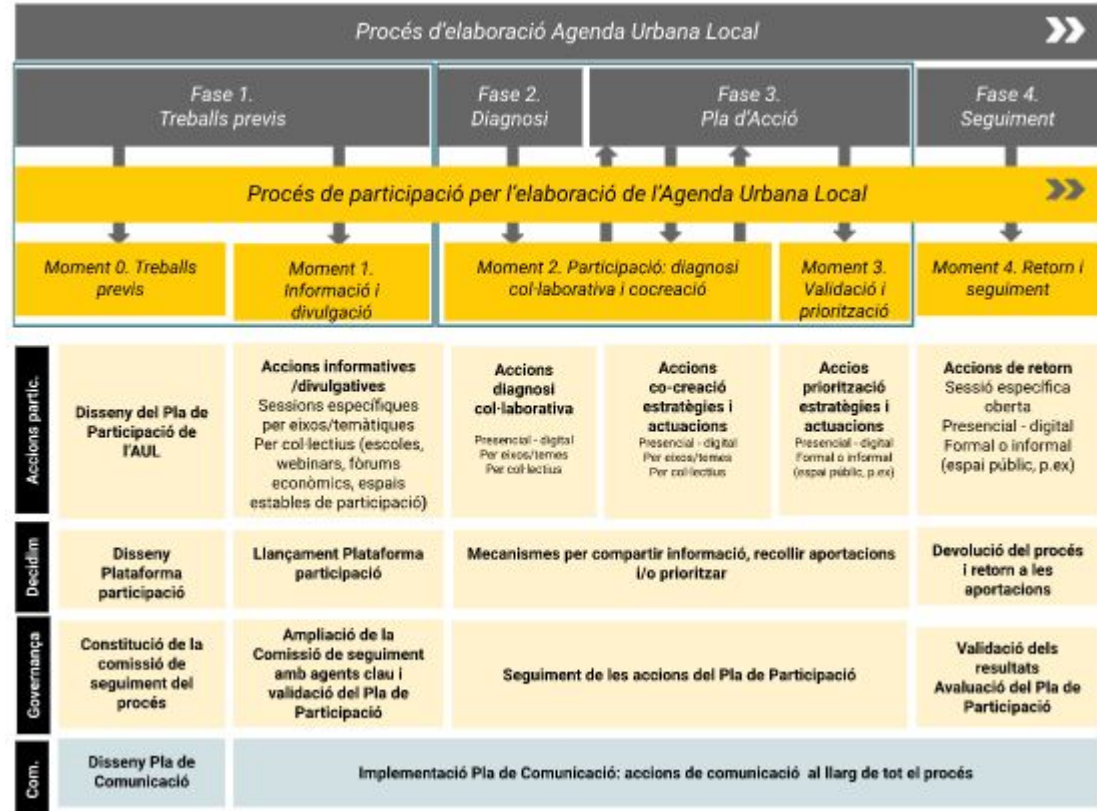 Procés d'elaboració Agenda Urbana Local
Fase 1.
Treballs previs
Fase 2.
Diagnosi
Fase 3.
Pla d'Acció
Fase 4.
Seguiment
Procés de participació per l'elaboració de l'Agenda Urbana Local
Moment 0. Treballs
previs
Moment 1.
Informació i
divulgació
Moment 2. Participació: diagnosi
col·laborativa i cocreació
Moment 3.
Validació i
priorització
Moment 4. Retorn i
seguiment
Accions partic.
Disseny del Pla de
Participació de
l'AUL
Accions informatives
/divulgatives
Sessions específiques
per eixos/temàtiques
Per col·lectius (escoles,
webinars, fòrums
econòmics, espais
estables de participació)
Accions
diagnosi
col·laborativa
Presencial - digital
Per eixos/temes
Per col·lectius
Accions
co-creació
estratègies i
actuacions
Presencial - digital
Per eixos/temes
Per col·lectius
Accios
priorització
estratègies i
actuacions
Presencial - digital
Formal o informal
(espai públic, p.ex)
Accions de retorn
Sessió específica
oberta
Presencial - digital
Formal o informal
(espai públic, p.ex)
Decidim
Disseny
Plataforma
participació
Llançament Plataforma
participació
Mecanismes per compartir informació, recollir aportacions
i/o prioritzar
Devolució del procés
i retorn a les
aportacions
Governança
Constitució de la
comissió de
seguiment del
procés
Ampliació de la
Comissió de seguiment
amb agents clau i
validació del Pla de
Participació
Seguiment de les accions del Pla de Participació
Validació dels
resultats
Avaluació del Pla de
Participació
Com.
Disseny Pla de
Comunicació
Implementació Pla de Comunicació: accions de comunicació al llarg de tot el procés